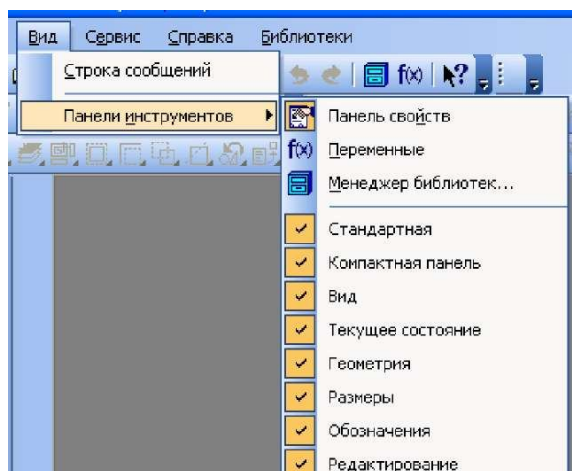 Вид Сервис Справка Библиотеки
Строка сообщений
f(x)
Панели инструментов
Панель свойств
f(x) Переменные
Менеджер библиотек...
Стандартная
Компактная панель
Вид
Текущее состояние
Геометрия
Размеры
Обозначения
Редактирование